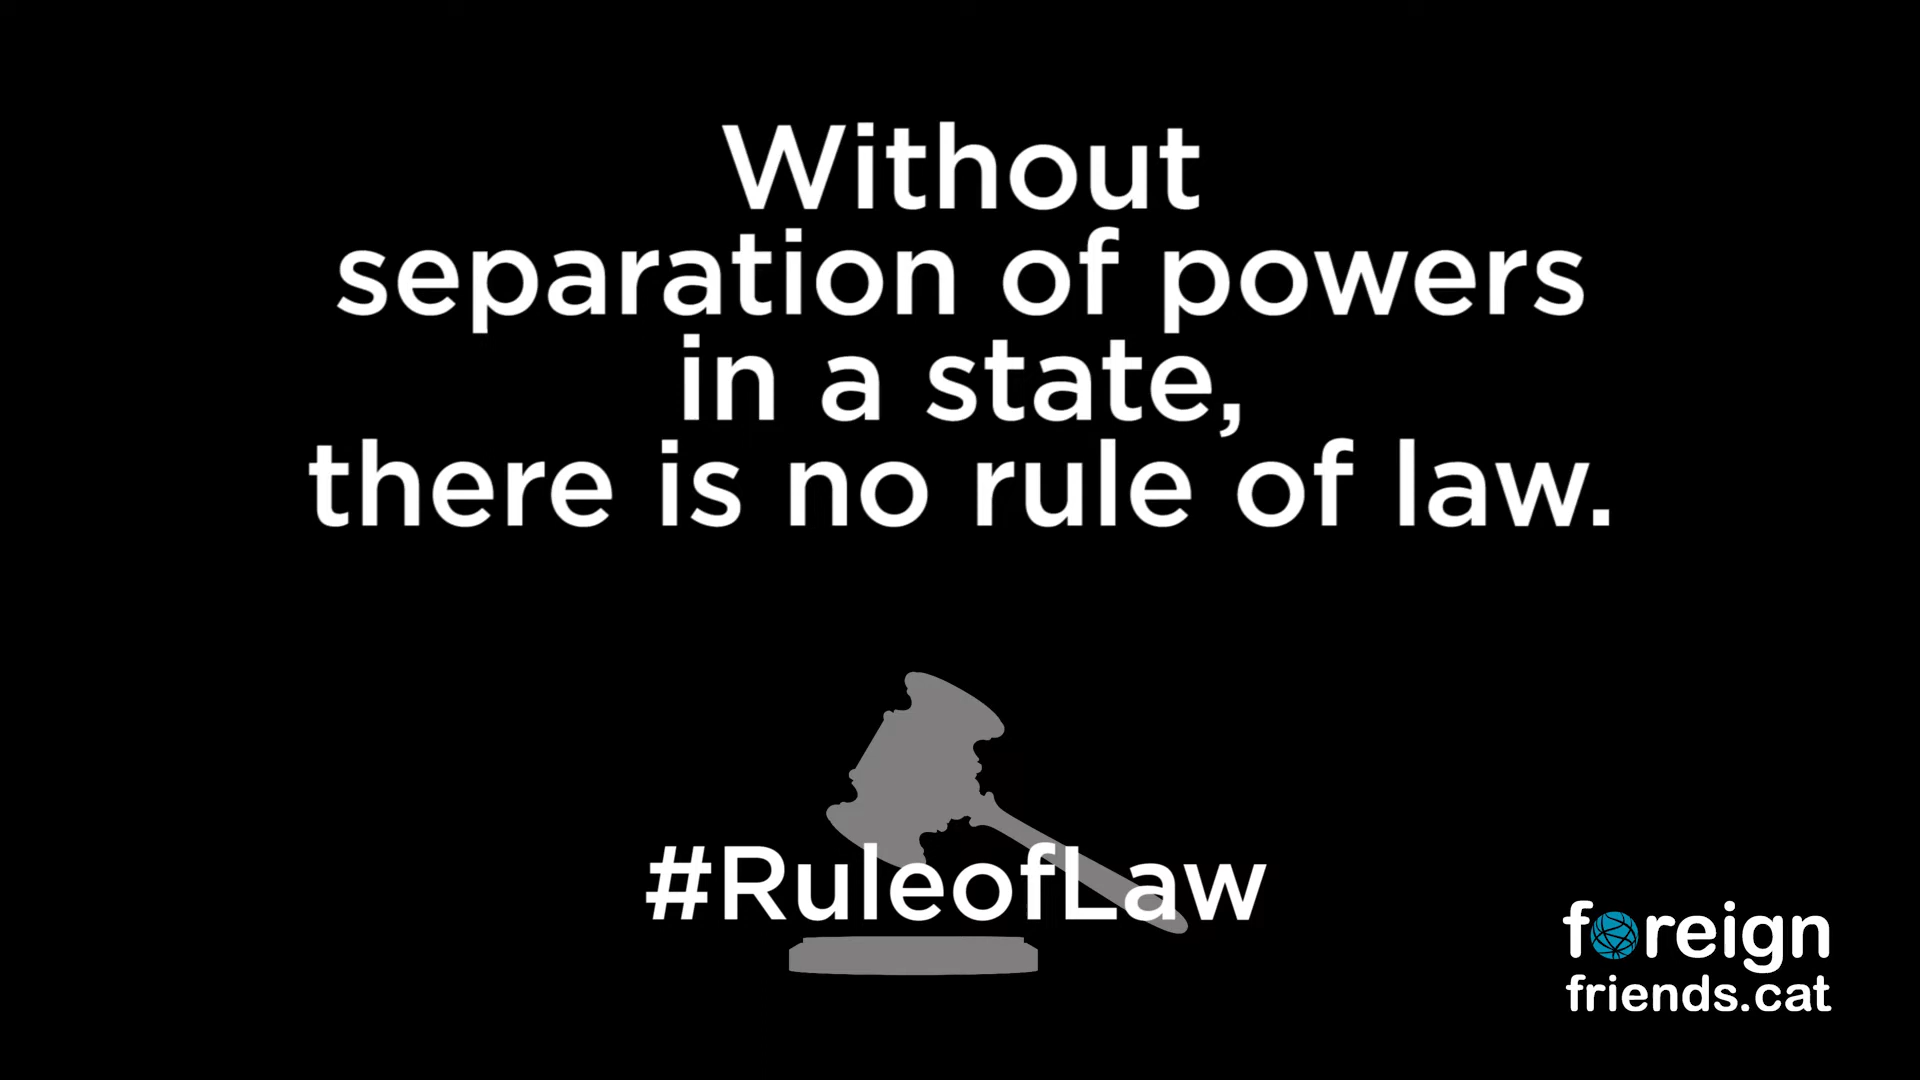 Without
separation of powers
in a state,
there is no rule of law.
#RuleofLaw
foreign
friends.cat